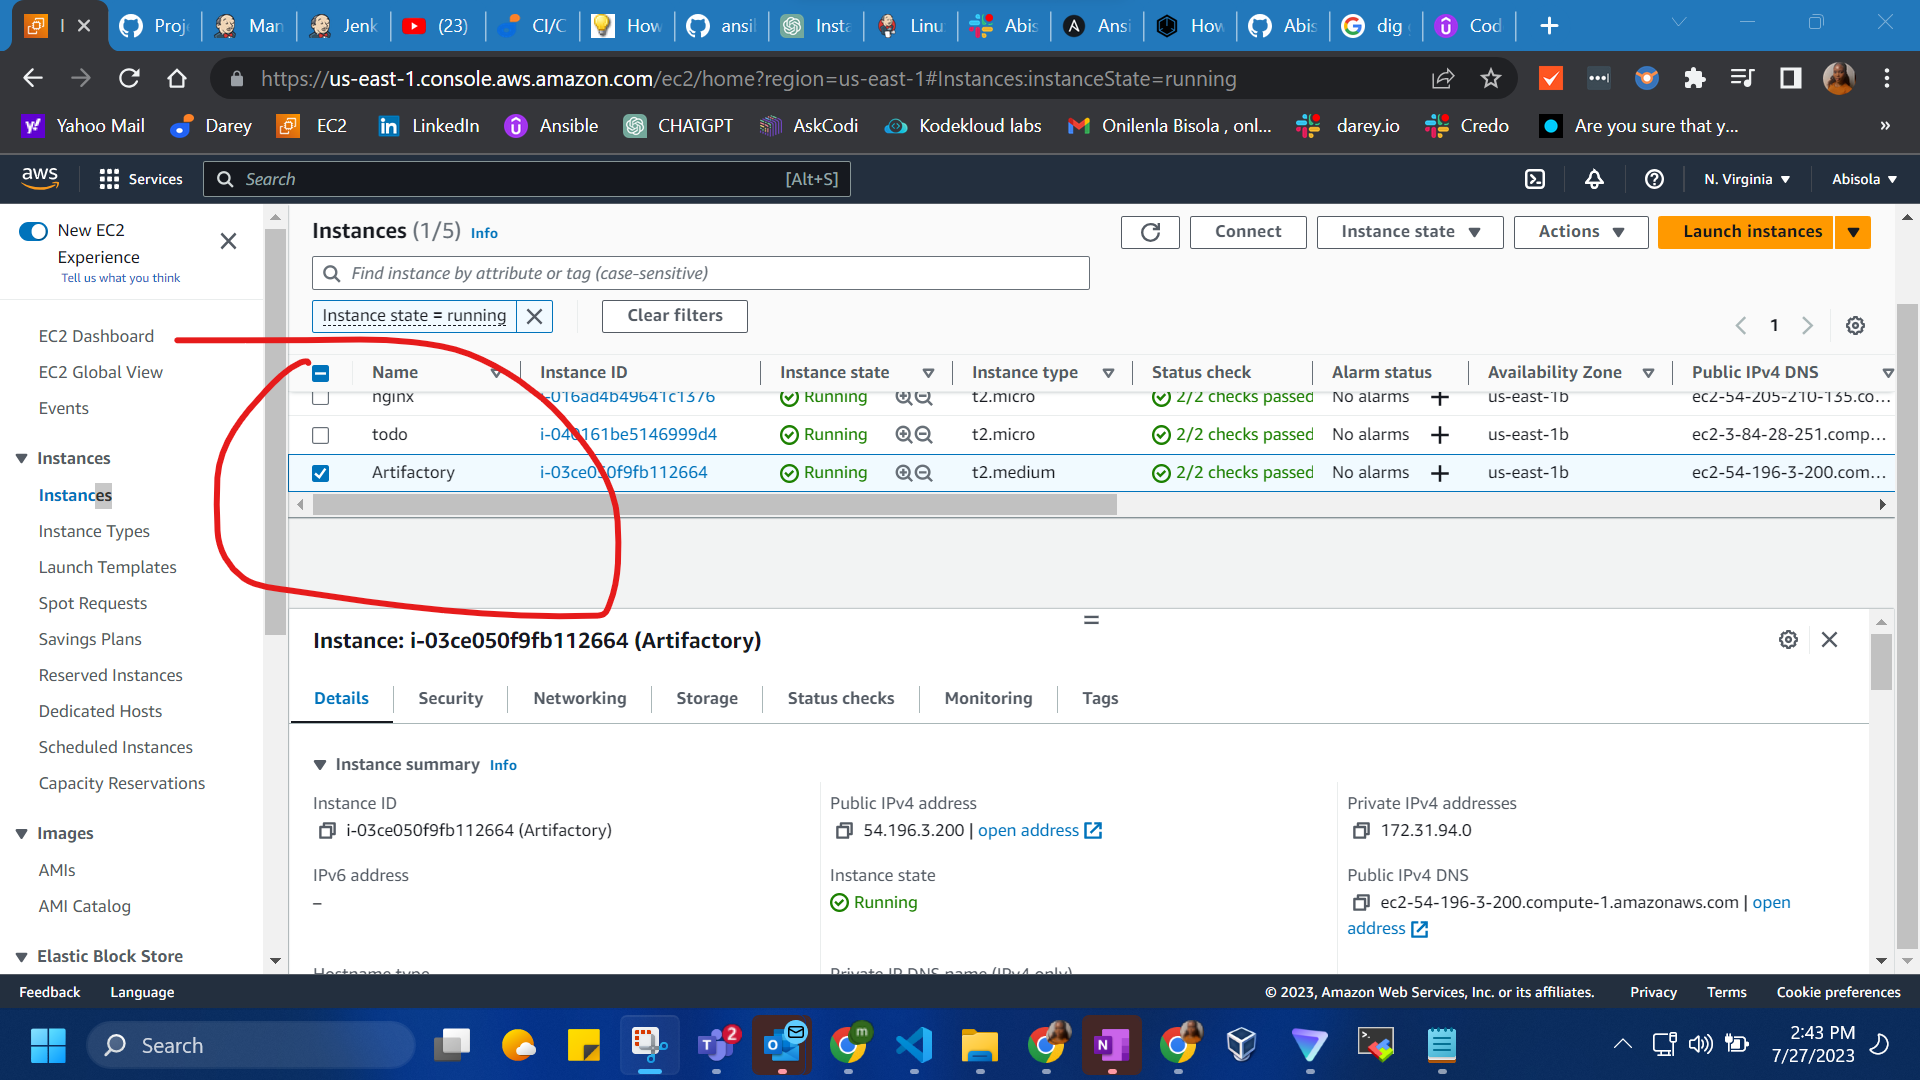 I
Proj
Man
Jenk
(23)
CI/C
How
ansi
Insta
Linu
Abis
Ansi
How
Abis
dig
Cod
https://us-east-1.console.aws.amazon.com/ec2/home?region=us-east-1#Instances:instanceState=running
Yahoo Mail
Darey
EC2
LinkedIn
Ansible
CHATGPT
AskCodi
Kodekloud labs
Onilenla Bisola , onl...
darey.io
Credo
Are you sure that y...
»
aws
Services
Search
[Alt+S]
N. Virginia
Abisola
New EC2
Experience
Tell us what you think
EC2 Dashboard
EC2 Global View
Events
Instances
Instances
Instance Types
Launch Templates
Spot Requests
Savings Plans
Reserved Instances
Dedicated Hosts
Scheduled Instances
Capacity Reservations
Images
AMIs
AMI Catalog
Elastic Block Store
Instances (1/5) Info
Connect
Instance state
Actions
Launch instances
Find instance by attribute or tag (case-sensitive)
Instance state = running
Clear filters
1
Name Instance ID Instance state Instance type Status check Alarm status Availability Zone Public IPv4 DNS
nginx i-016ad4b49641c1376 Running t2.micro 2/2 checks passed No alarms + us-east-1b ec2-54-205-210-135.co...
todo i-040161be5146999d4 Running t2.micro 2/2 checks passed No alarms + us-east-1b ec2-3-84-28-251.comp...
Artifactory i-03ce050f9fb112664 Running t2.medium 2/2 checks passed No alarms + us-east-1b ec2-54-196-3-200.com...
Instance: i-03ce050f9fb112664 (Artifactory)
Details
Security
Networking
Storage
Status checks
Monitoring
Tags
Instance summary Info
Instance ID
i-03ce050f9fb112664 (Artifactory)
Public IPv4 address
54.196.3.200 | open address
Private IPv4 addresses
172.31.94.0
IPv6 address
–
Instance state
Running
Public IPv4 DNS
ec2-54-196-3-200.compute-1.amazonaws.com | open
address
Hostname type
Private IP DNS name (IPv4 only)
Feedback
Language
© 2023, Amazon Web Services, Inc. or its affiliates.
Privacy
Terms
Cookie preferences
Search
2
m
2:43 PM
7/27/2023